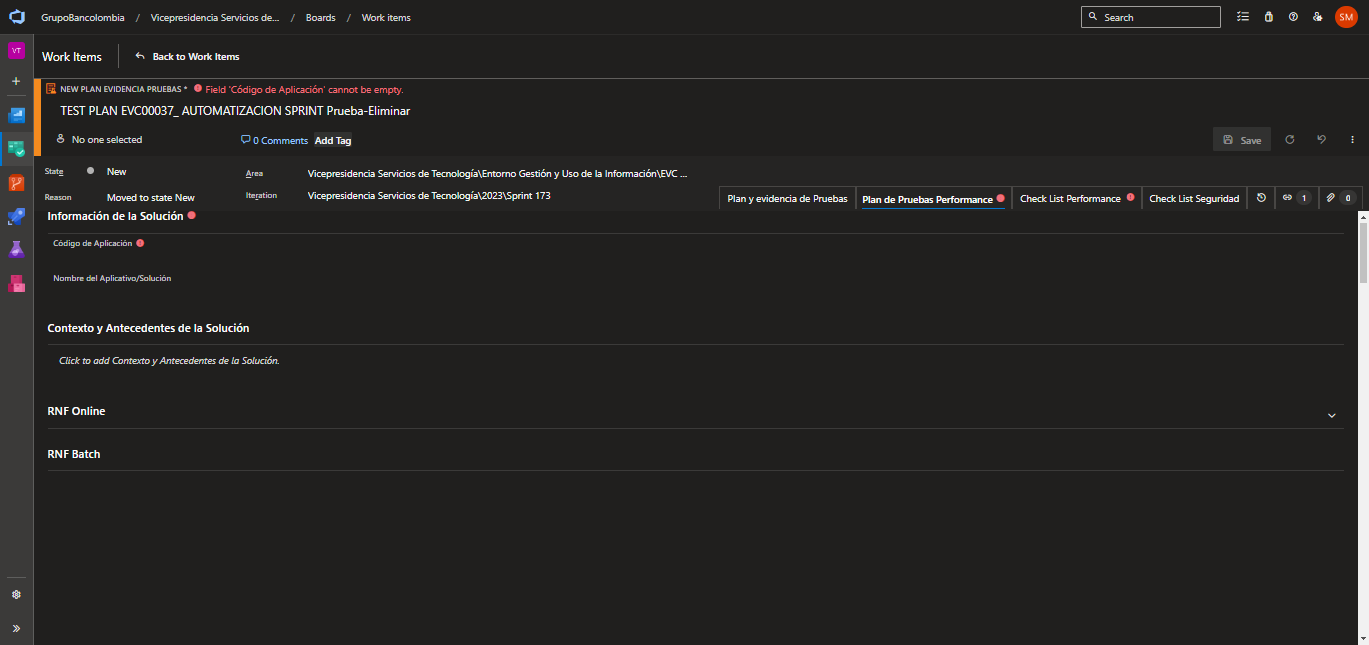 GrupoBancolombia / Vicepresidencia Servicios de... / Boards / Work items
Search
SM
VT
Work Items
Back to Work Items
NEW PLAN EVIDENCIA PRUEBAS * Field 'Código de Aplicación' cannot be empty.
TEST PLAN EVC00037_ AUTOMATIZACION SPRINT Prueba-Eliminar
No one selected
0 Comments
Add Tag
Save
State New
Area Vicepresidencia Servicios de Tecnología\Entorno Gestión y Uso de la Información\EVC ...
Reason Moved to state New
Iteration Vicepresidencia Servicios de Tecnología\2023\Sprint 173
Plan y evidencia de Pruebas
Plan de Pruebas Performance
Check List Performance
Check List Seguridad
1
0
Información de la Solución
Código de Aplicación
Nombre del Aplicativo/Solución
Contexto y Antecedentes de la Solución
Click to add Contexto y Antecedentes de la Solución.
RNF Online
RNF Batch